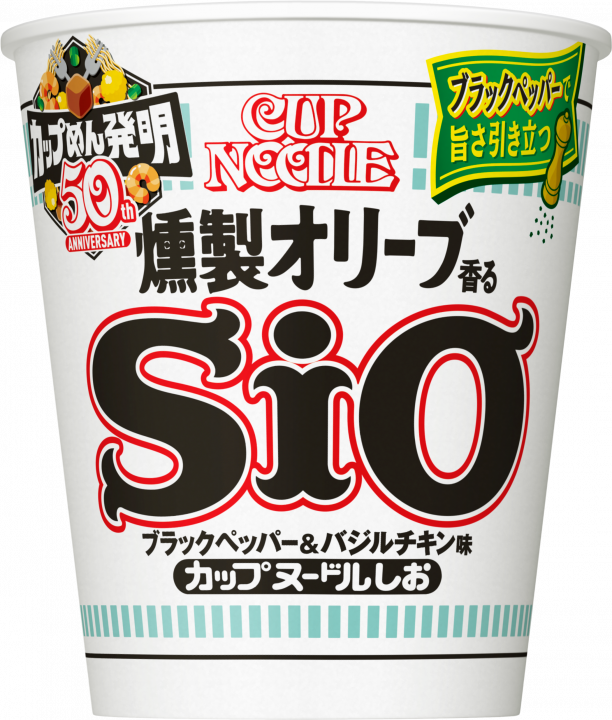 カップめん発明
50th
ANNIVERSARY
CUP
NOODLE
ブラックペッパーで
旨さ引き立つ
燻製オリーブ香る
SiO
ブラックペッパー&バジルチキン味
カップヌードルしお